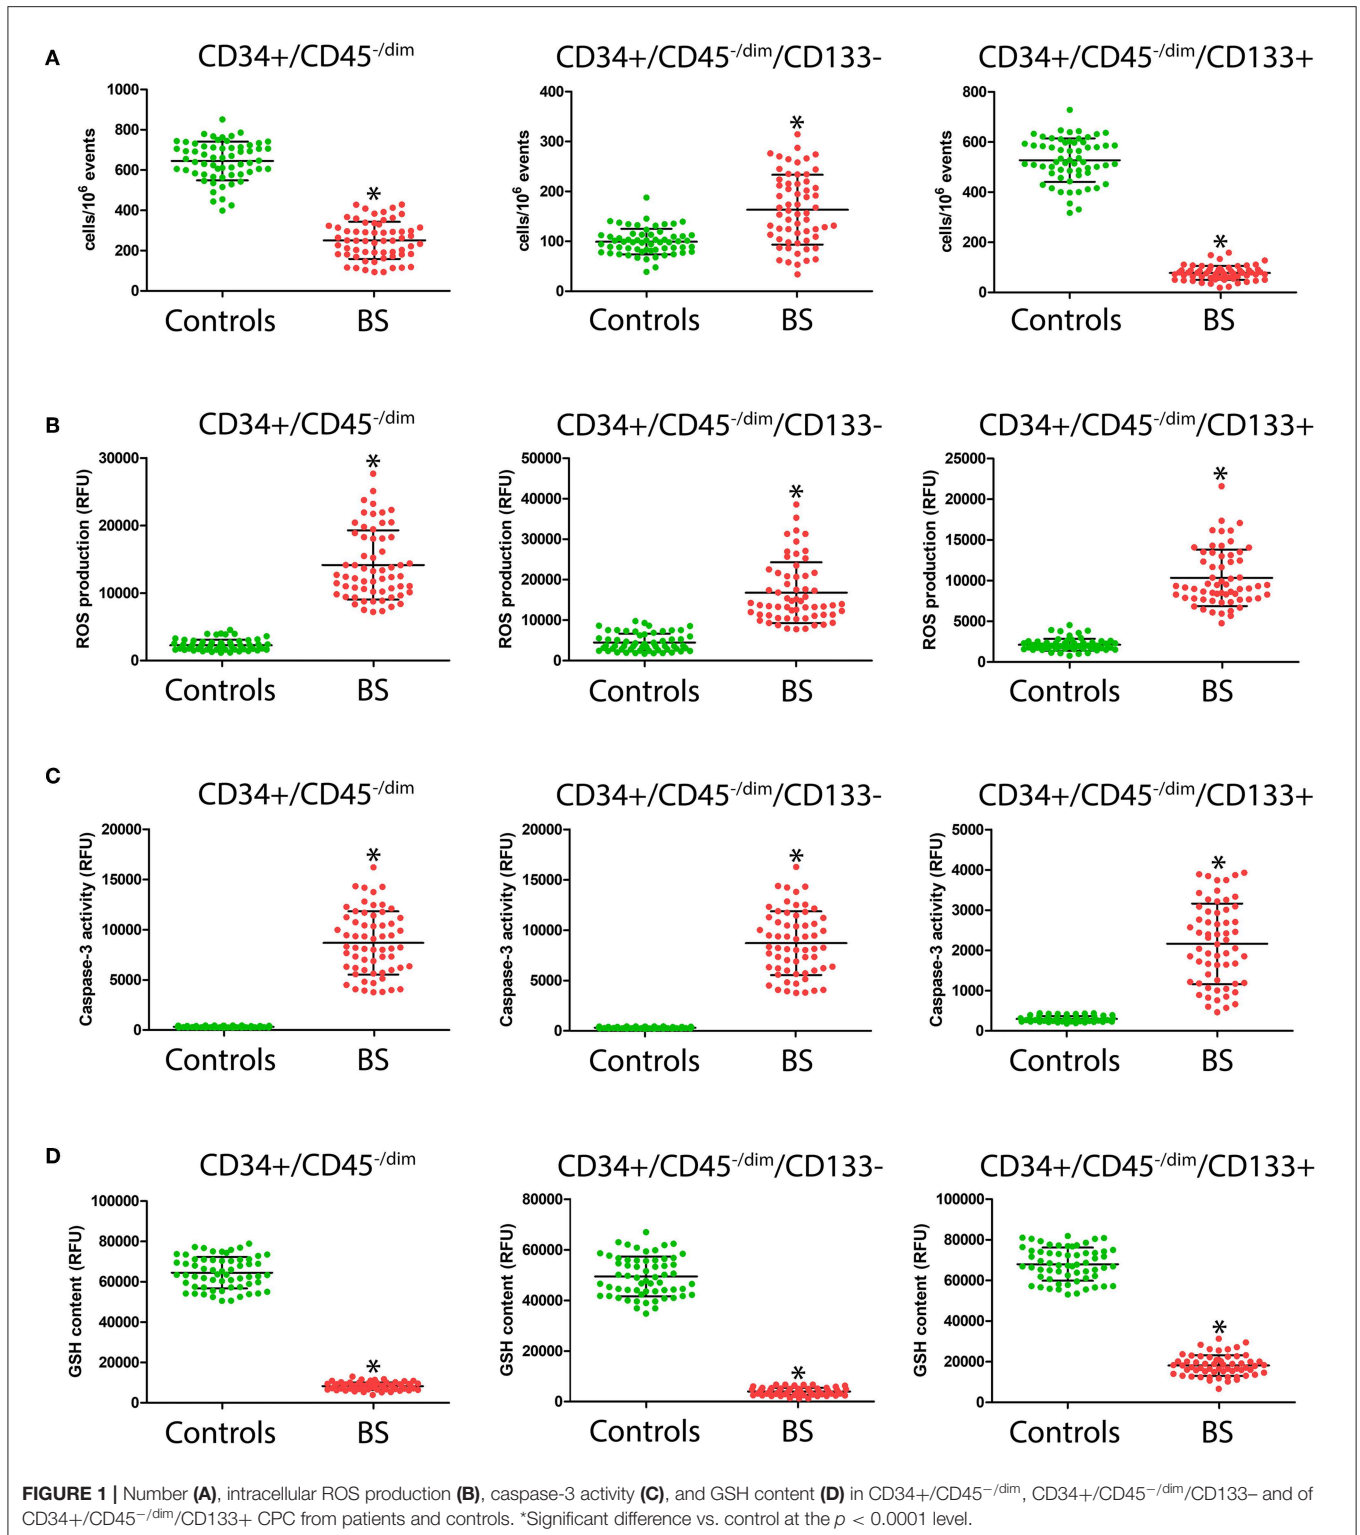 A
CD34+/CD45-/dim
CD34+/CD45-/dim/CD133-
CD34+/CD45-/dim/CD133+
cells/10⁶ events
1000
800
600
400
200
0
*
Controls
BS
cells/10⁶ events
400
300
200
100
0
*
Controls
BS
cells/10⁶ events
800
600
400
200
0
*
Controls
BS
B
CD34+/CD45-/dim
CD34+/CD45-/dim/CD133-
CD34+/CD45-/dim/CD133+
ROS production (RFU)
30000
20000
10000
0
*
Controls
BS
ROS production (RFU)
50000
40000
30000
20000
10000
0
*
Controls
BS
ROS production (RFU)
25000
20000
15000
10000
5000
0
*
Controls
BS
C
CD34+/CD45-/dim
CD34+/CD45-/dim/CD133-
CD34+/CD45-/dim/CD133+
Caspase-3 activity (RFU)
20000
15000
10000
5000
0
*
Controls
BS
Caspase-3 activity (RFU)
20000
15000
10000
5000
0
*
Controls
BS
Caspase-3 activity (RFU)
5000
4000
3000
2000
1000
0
*
Controls
BS
D
CD34+/CD45-/dim
CD34+/CD45-/dim/CD133-
CD34+/CD45-/dim/CD133+
GSH content (RFU)
100000
80000
60000
40000
20000
0
*
Controls
BS
GSH content (RFU)
80000
60000
40000
20000
0
*
Controls
BS
GSH content (RFU)
100000
80000
60000
40000
20000
0
*
Controls
BS
FIGURE 1 | Number (A), intracellular ROS production (B), caspase-3 activity (C), and GSH content (D) in CD34+/CD45−/dim, CD34+/CD45−/dim/CD133– and of
CD34+/CD45−/dim/CD133+ CPC from patients and controls. *Significant difference vs. control at the p < 0.0001 level.